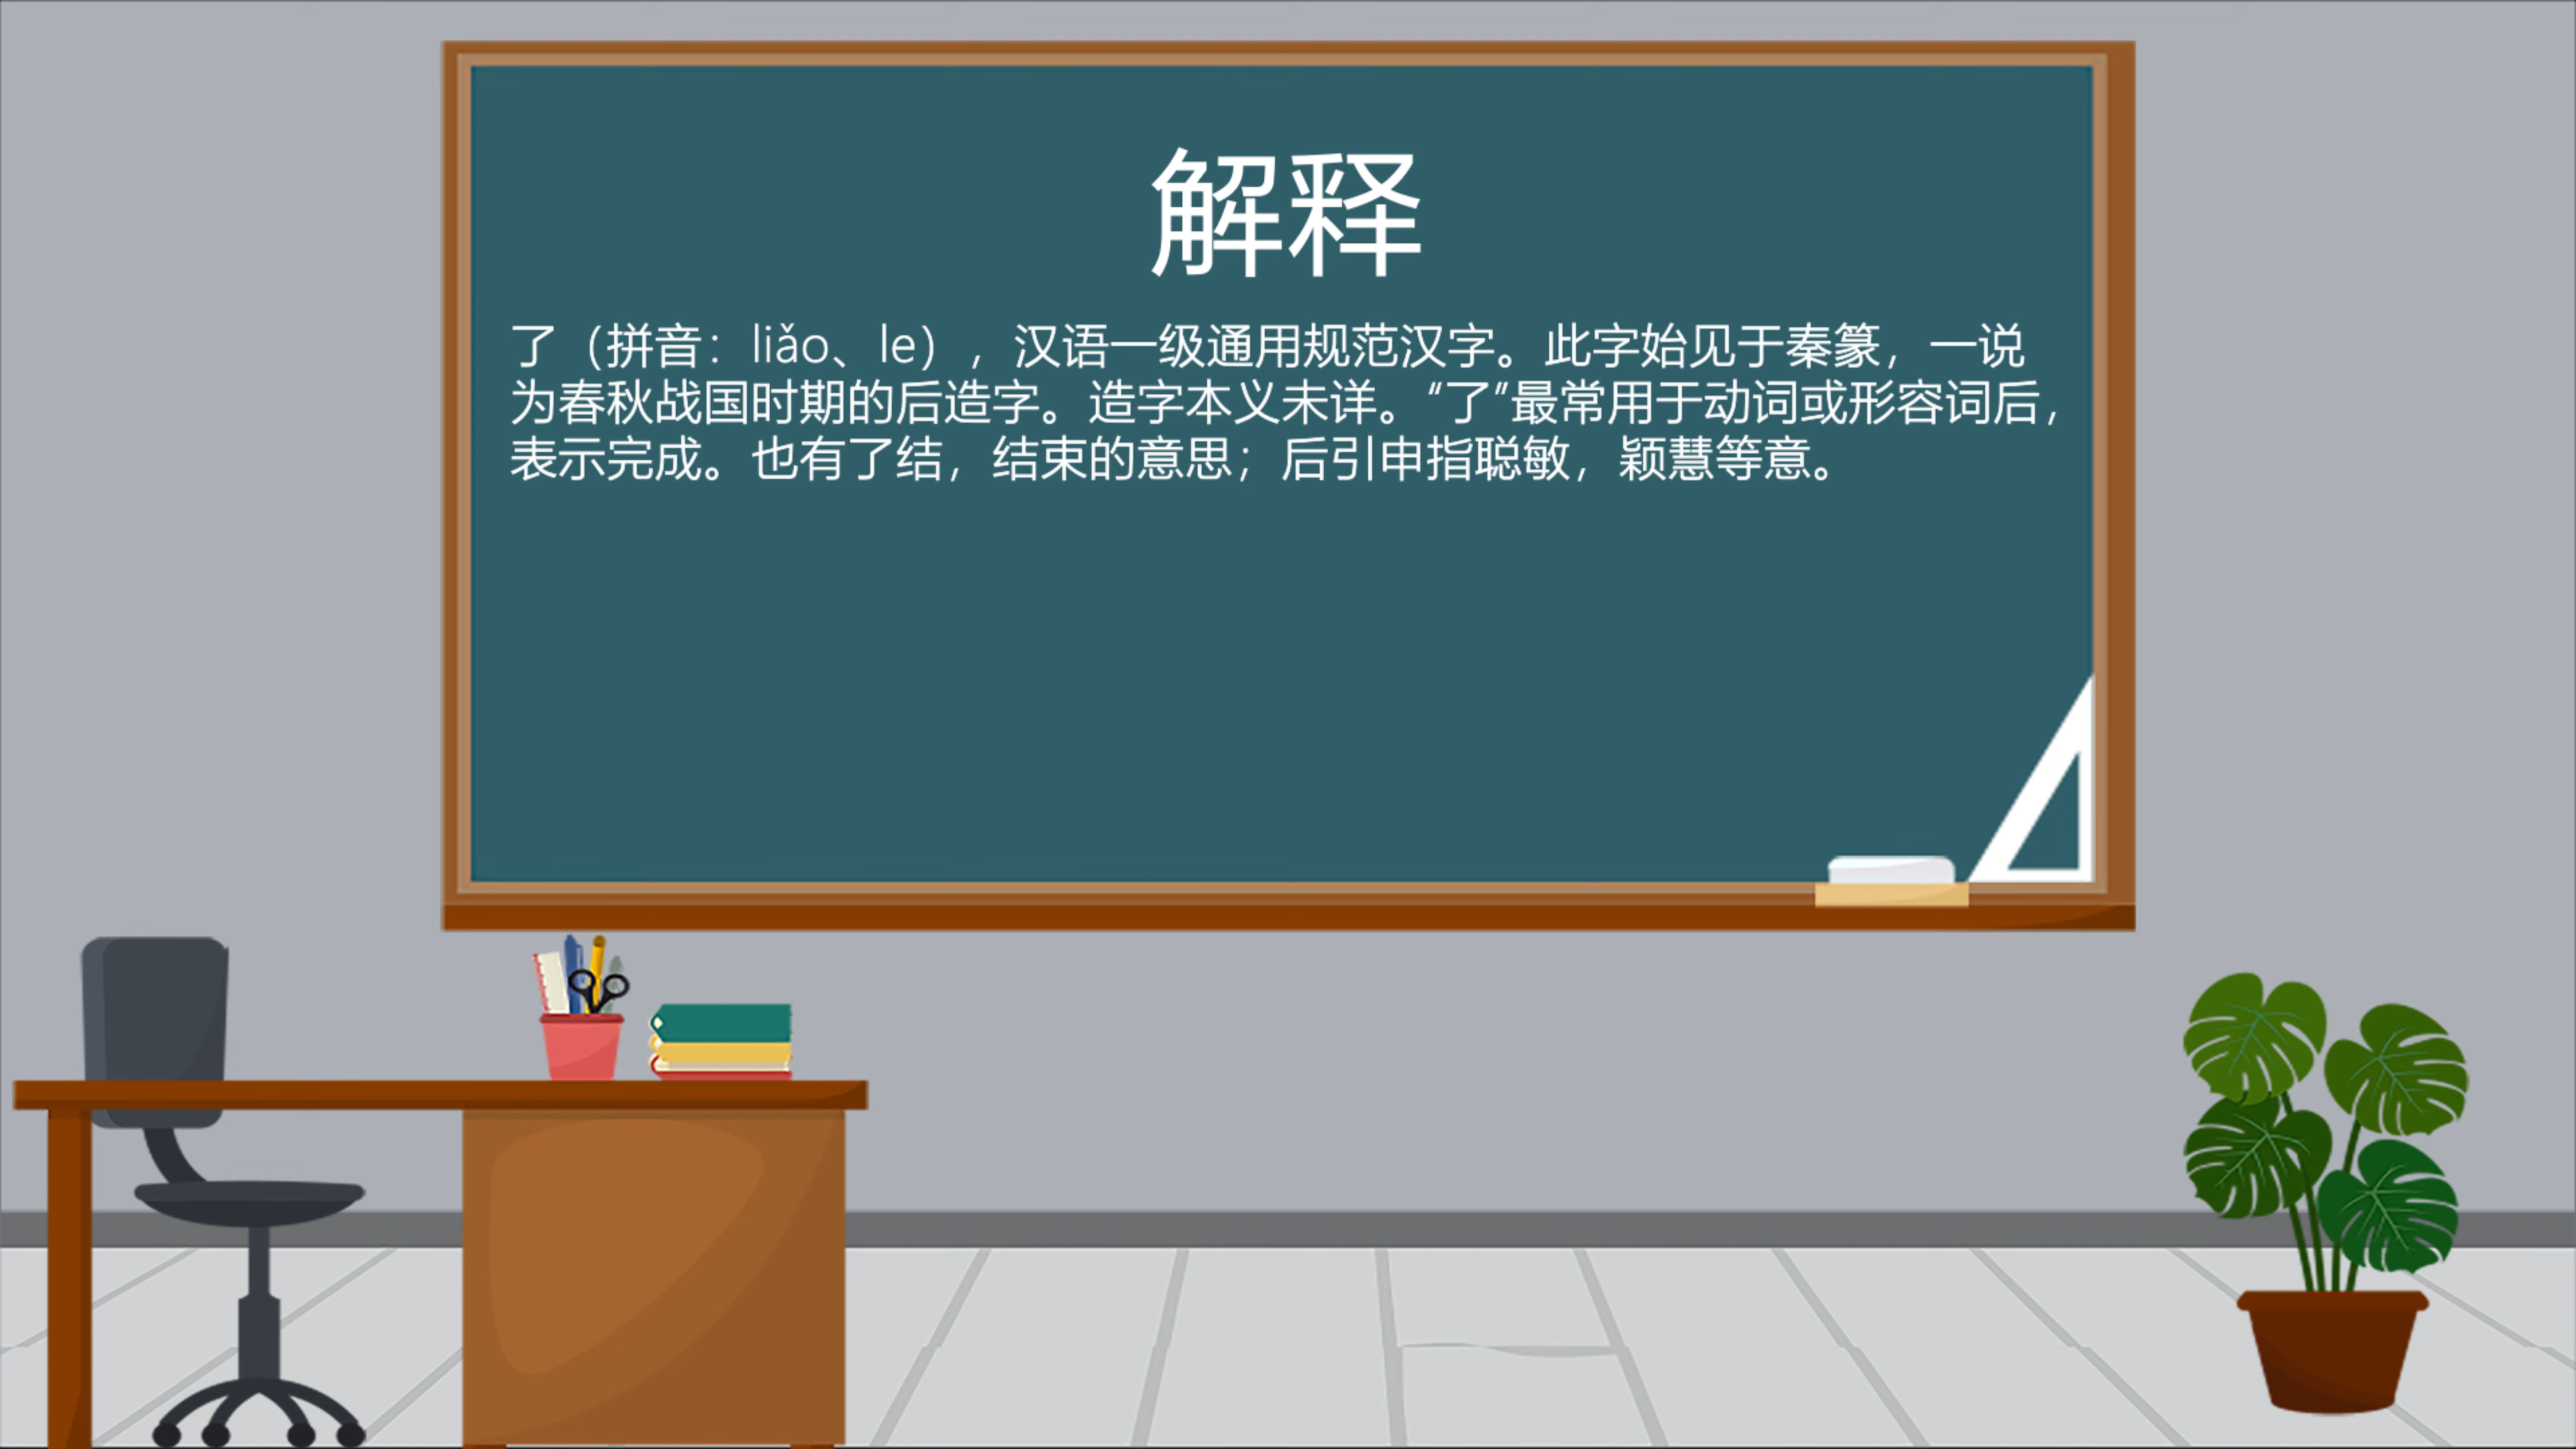 解释
了（拼音：liǎo、le），汉语一级通用规范汉字。此字始见于秦篆，一说
为春秋战国时期的后造字。造字本义未详。“了”最常用于动词或形容词后，
表示完成。也有了结，结束的意思；后引申指聪敏，颖慧等意。